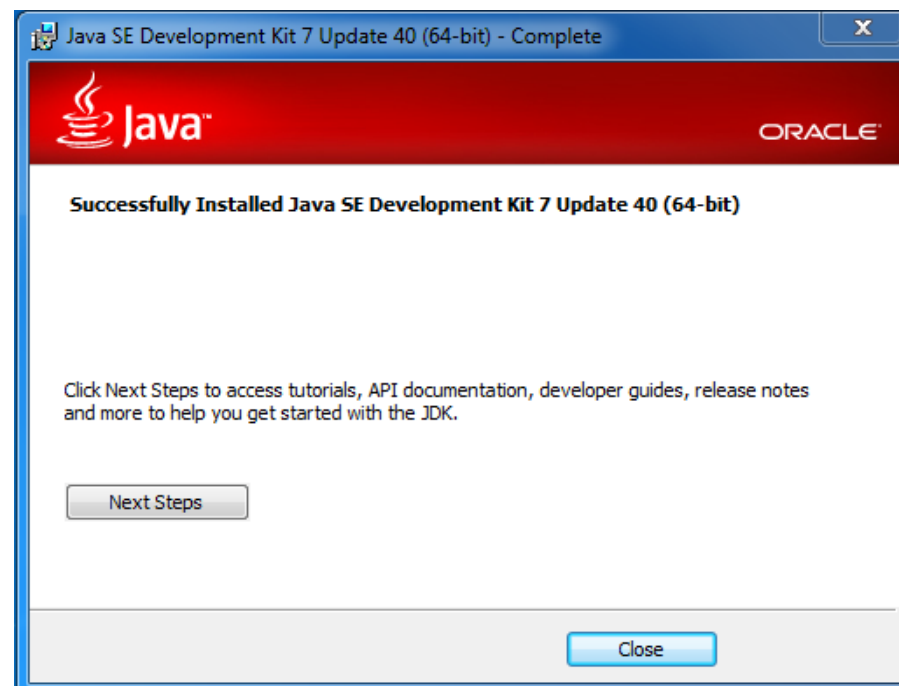 Java SE Development Kit 7 Update 40 (64-bit) - Complete
X
Java™
ORACLE
Successfully Installed Java SE Development Kit 7 Update 40 (64-bit)
Click Next Steps to access tutorials, API documentation, developer guides, release notes
and more to help you get started with the JDK.
Next Steps
Close